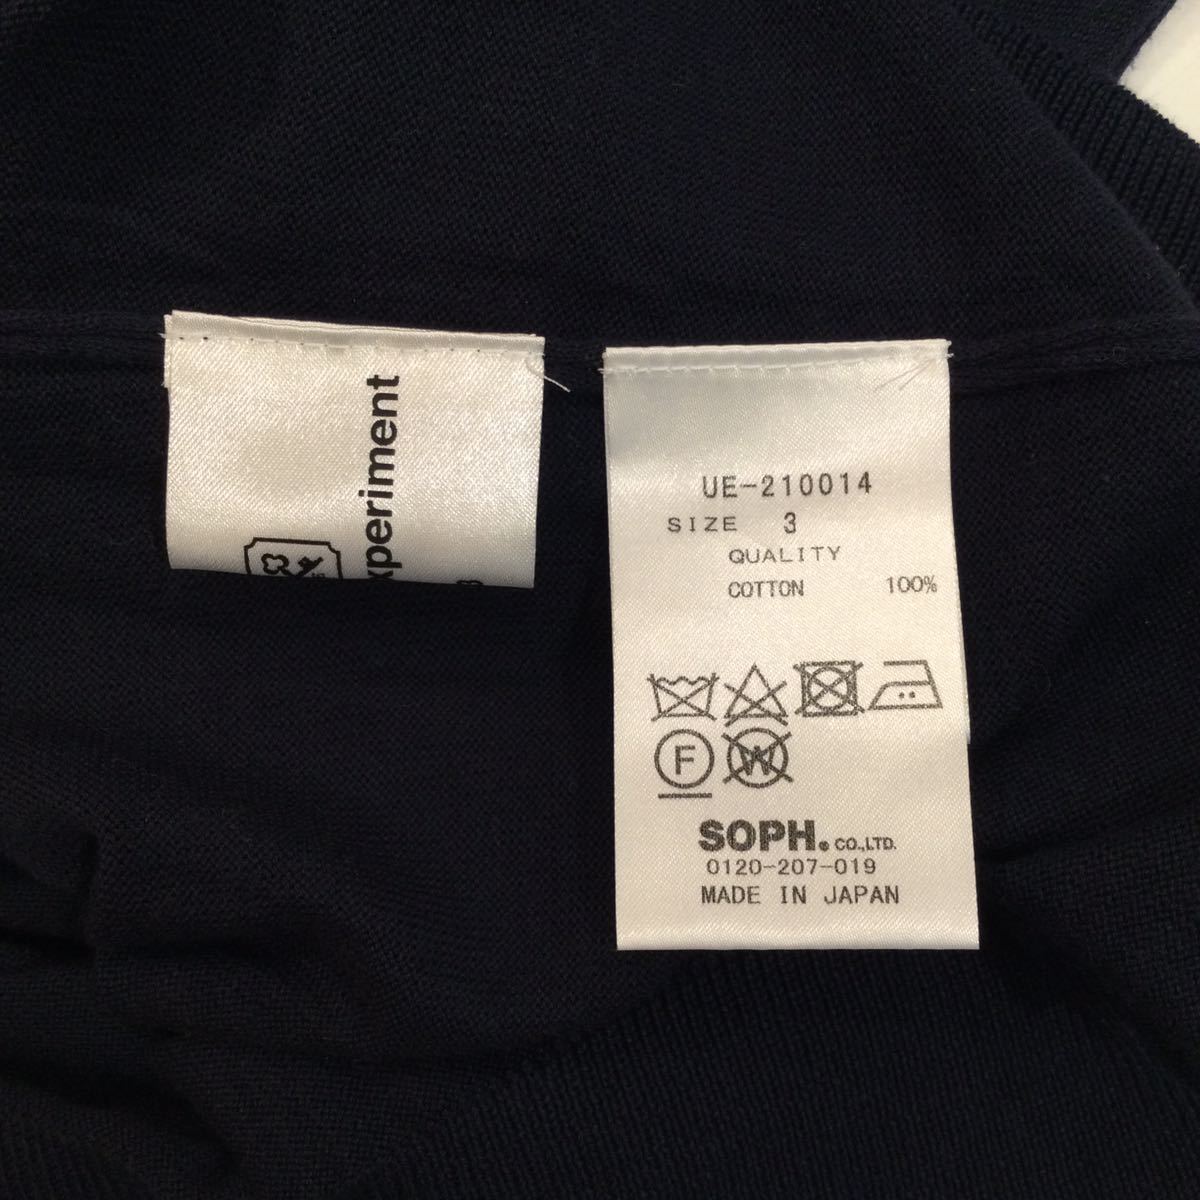 xperiment
UE-210014
SIZE 3
QUALITY
COTTON 100%
F
W
SOPH. CO.,LTD.
0120-207-019
MADE IN JAPAN